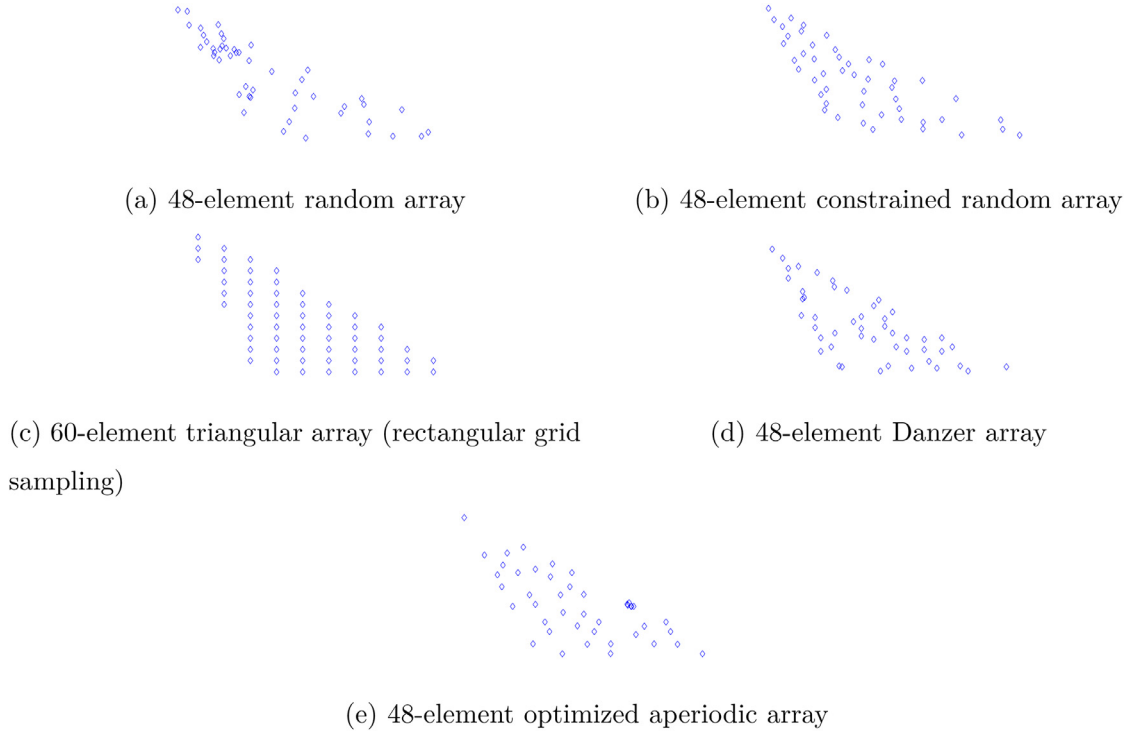 (a) 48-element random array
(b) 48-element constrained random array
(c) 60-element triangular array (rectangular grid
sampling)
(d) 48-element Danzer array
(e) 48-element optimized aperiodic array